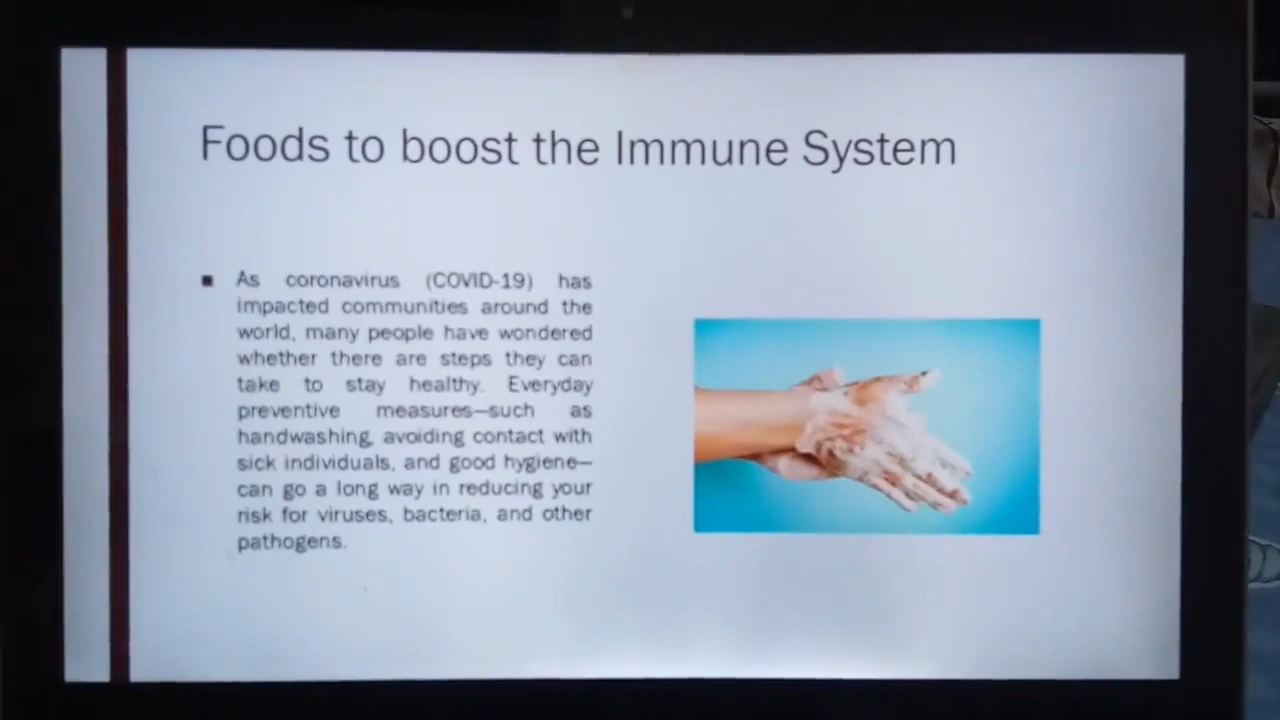 Foods to boost the Immune System
As coronavirus (COVID-19) has
impacted communities around the
world, many people have wondered
whether there are steps they can
take to stay healthy. Everyday
preventive measures—such as
handwashing, avoiding contact with
sick individuals, and good hygiene—
can go a long way in reducing your
risk for viruses, bacteria, and other
pathogens.